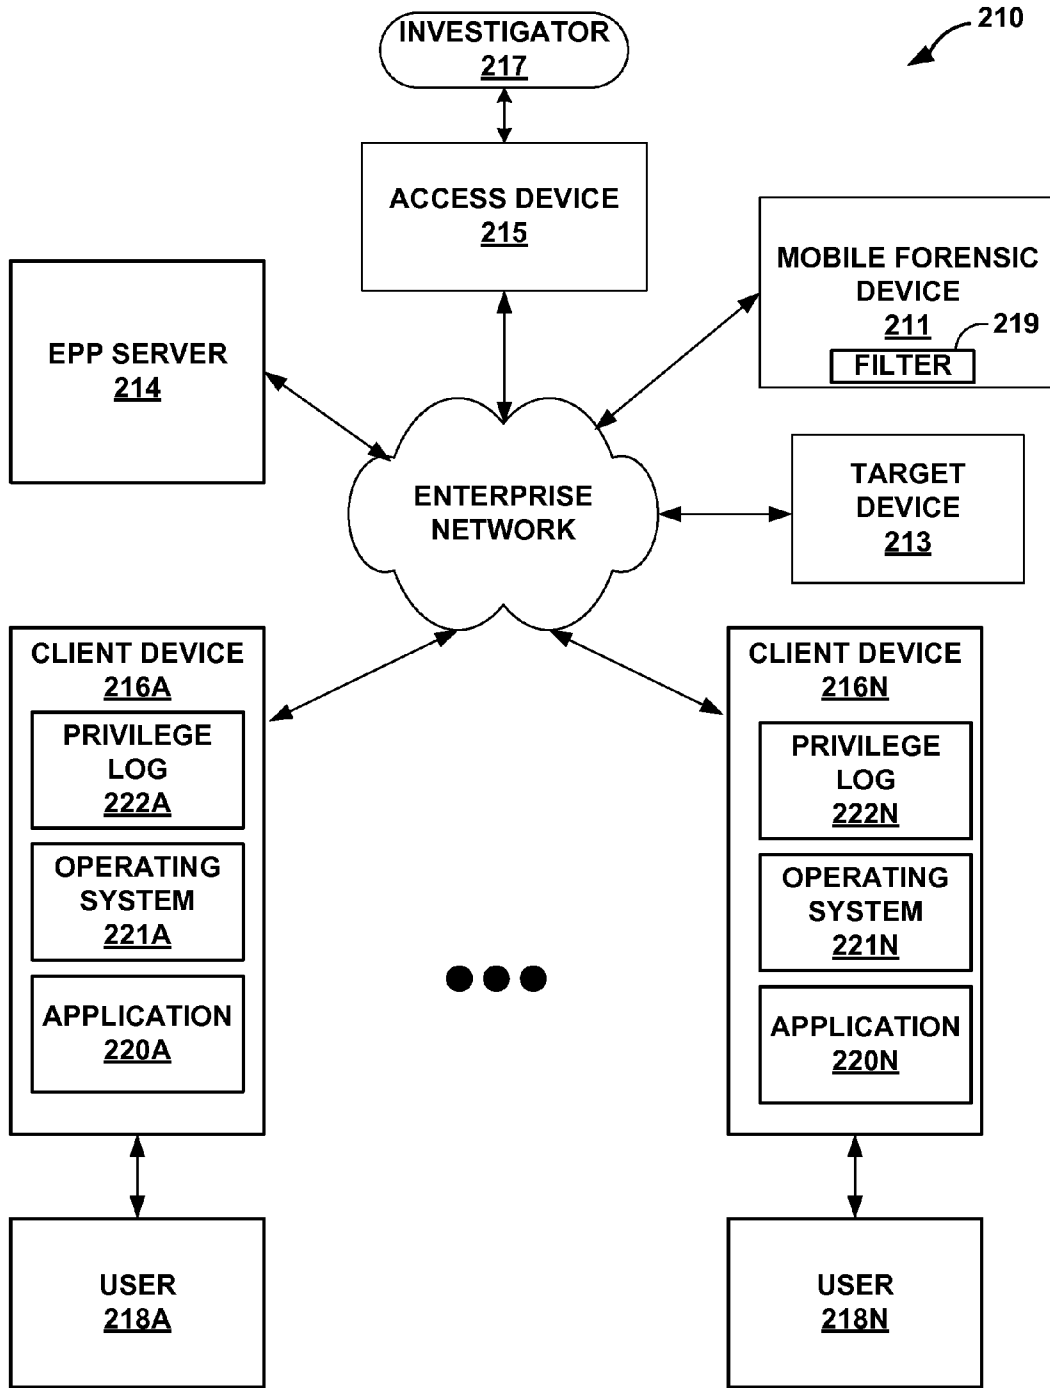 210
INVESTIGATOR
217
ACCESS DEVICE
215
MOBILE FORENSIC
DEVICE
211
219
FILTER
EPP SERVER
214
ENTERPRISE
NETWORK
TARGET
DEVICE
213
CLIENT DEVICE
216A
PRIVILEGE
LOG
222A
OPERATING
SYSTEM
221A
APPLICATION
220A
CLIENT DEVICE
216N
PRIVILEGE
LOG
222N
OPERATING
SYSTEM
221N
APPLICATION
220N
USER
218A
USER
218N